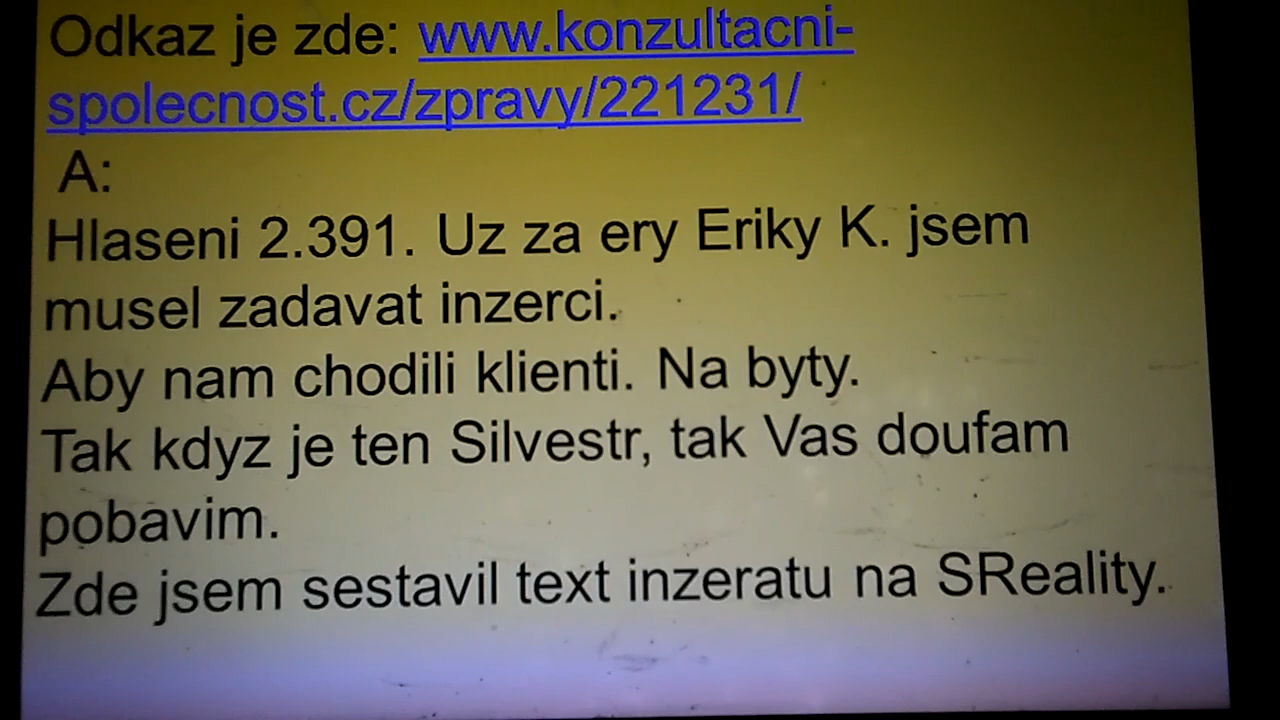 Odkaz je zde: www.konzultacni-
spolecnost.cz/zpravy/221231/
A:
Hlaseni 2.391. Uz za ery Eriky K. jsem
musel zadavat inzerci.
Aby nam chodili klienti. Na byty.
Tak kdyz je ten Silvestr, tak Vas doufam
pobavim.
Zde jsem sestavil text inzeratu na SReality.